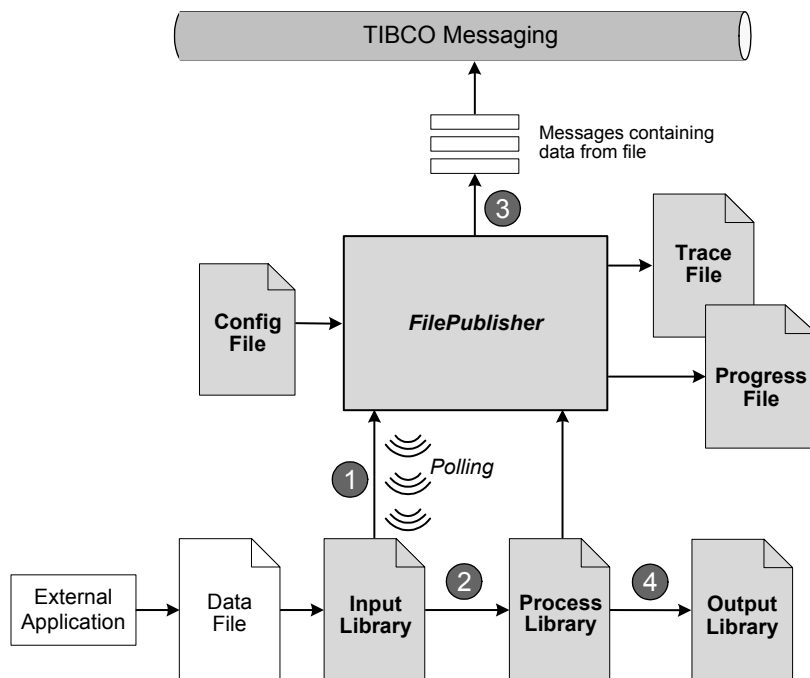 TIBCO Messaging
Messages containing
data from file
3
Trace
File
Config
File
FilePublisher
Progress
File
1
Polling
External
Application
Data
File
Input
Library
2
Process
Library
4
Output
Library